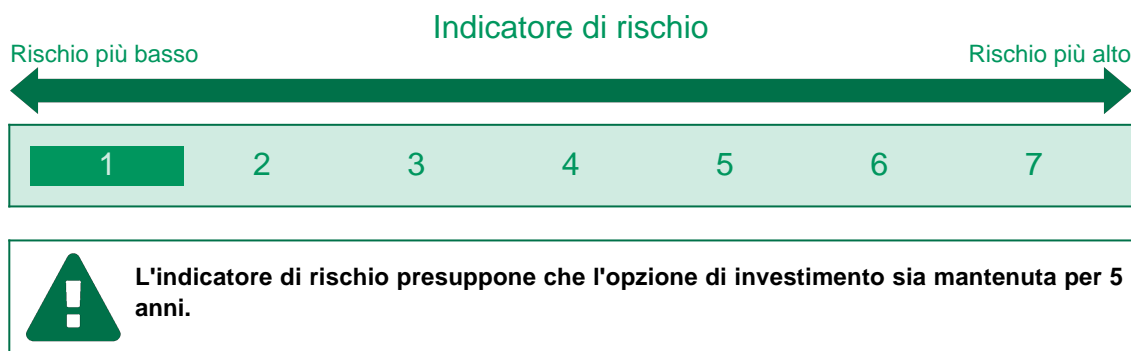 Indicatore di rischio
Rischio più basso Rischio più alto
1 2 3 4 5 6 7
L'indicatore di rischio presuppone che l'opzione di investimento sia mantenuta per 5
anni.